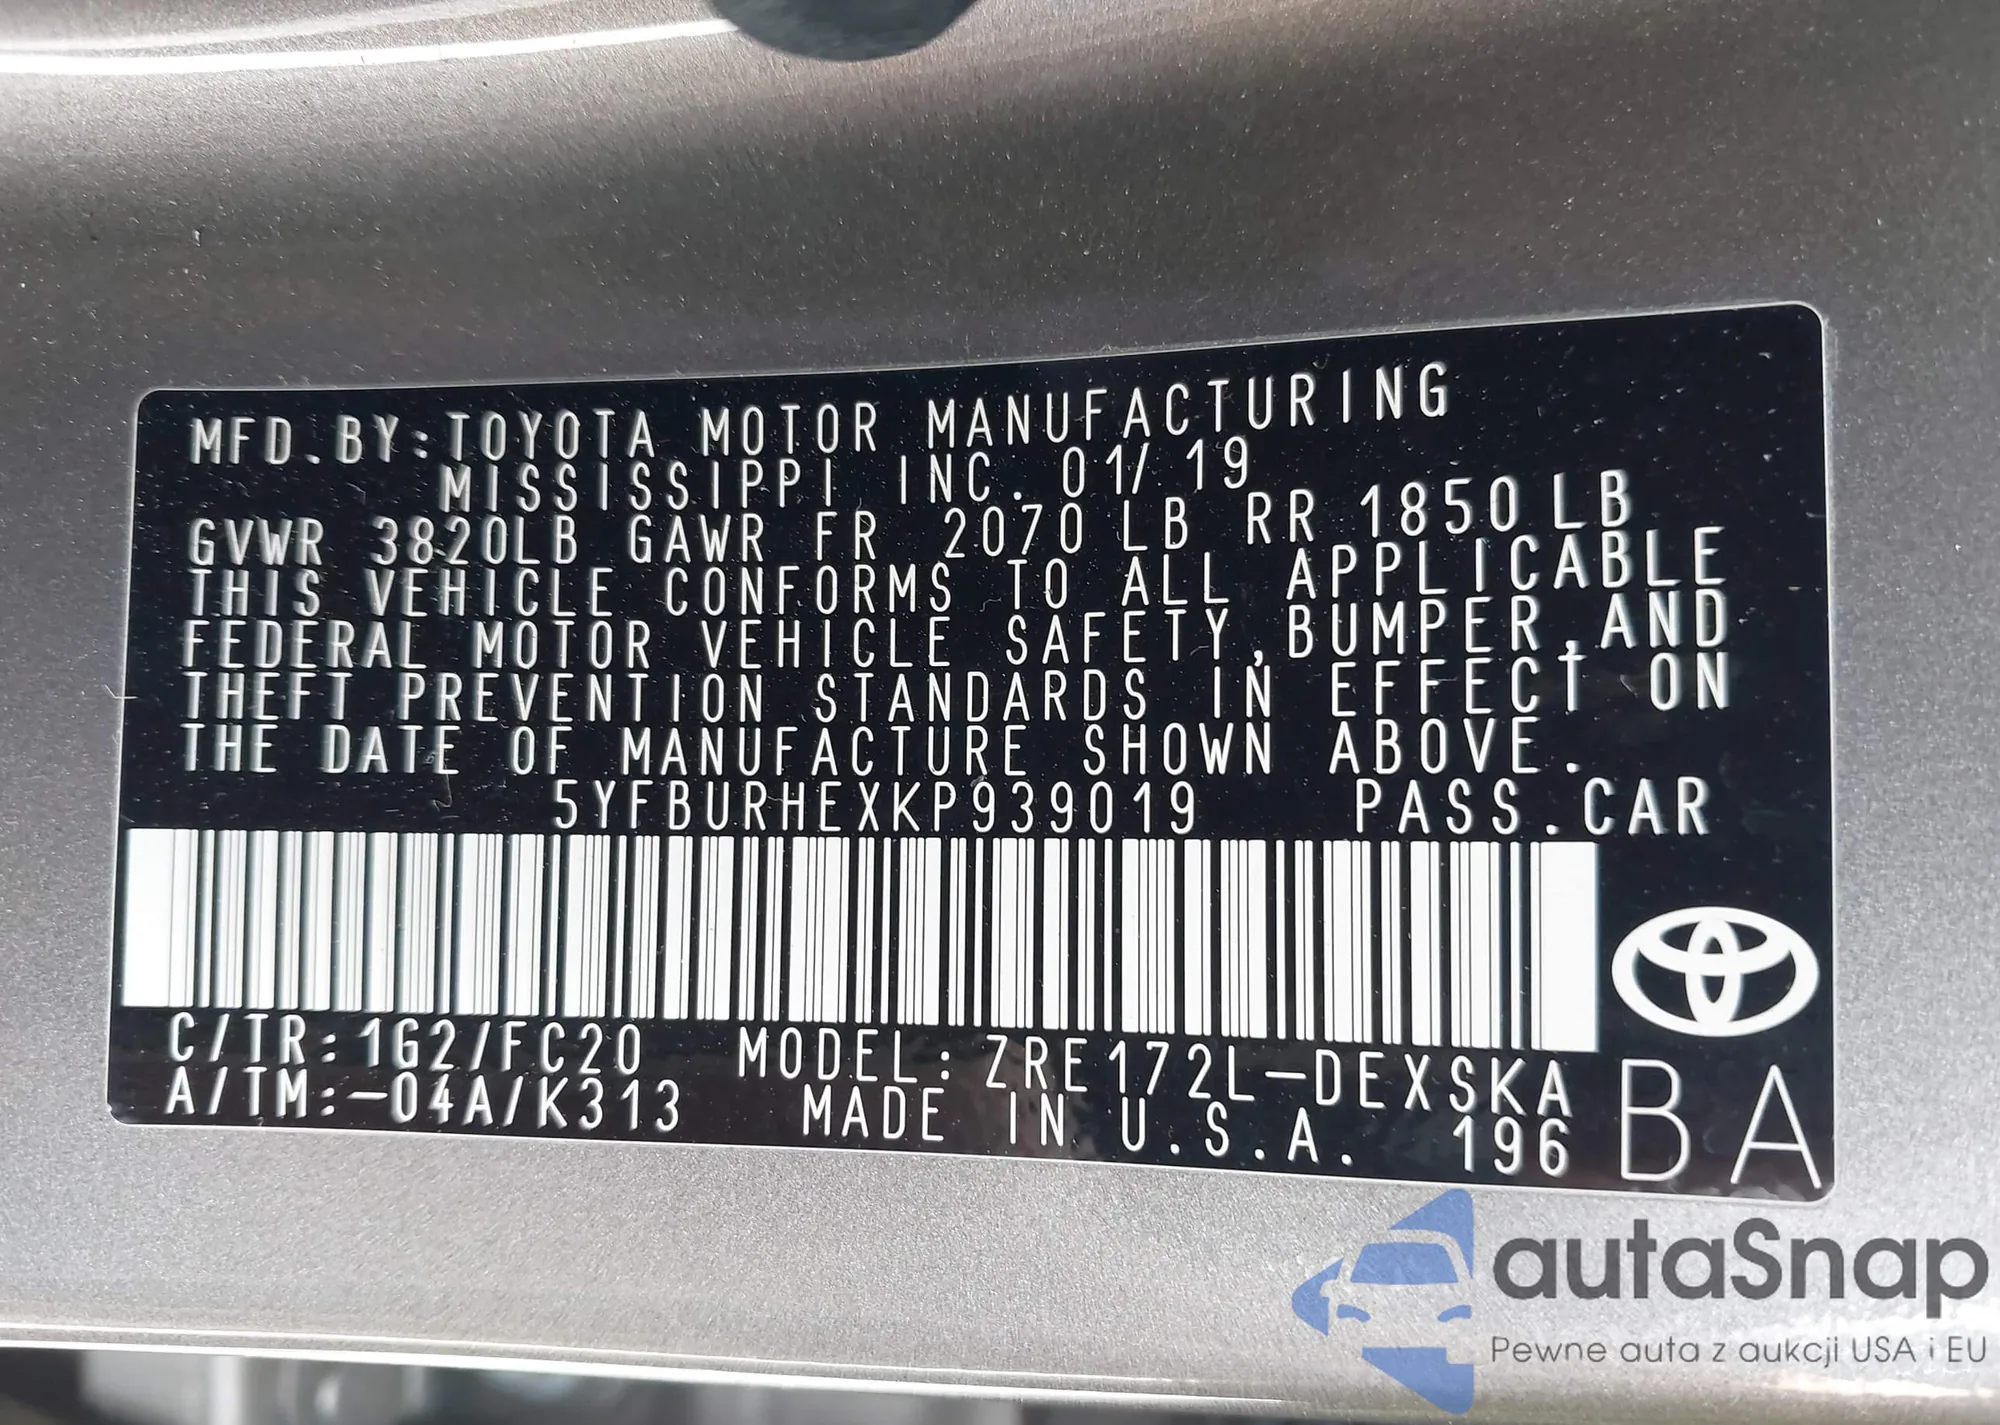 MFD.BY:TOYOTA MOTOR MANUFACTURING
MISSISSIPPI INC. 01/19
GVWR 3820LB GAWR FR 2070 LB RR 1850 LB
THIS VEHICLE CONFORMS TO ALL APPLICABLE
FEDERAL MOTOR VEHICLE SAFETY,BUMPER,AND
THEFT PREVENTION STANDARDS IN EFFECT ON
THE DATE OF MANUFACTURE SHOWN ABOVE.
5YFBURHEXKP939019 PASS.CAR
C/TR:1G2/FC20 MODEL:ZRE172L-DEXSKA
A/TM:-04A/K313 MADE IN U.S.A. 196
BA
autaSnap
Pewne auta z aukcji USA i EU